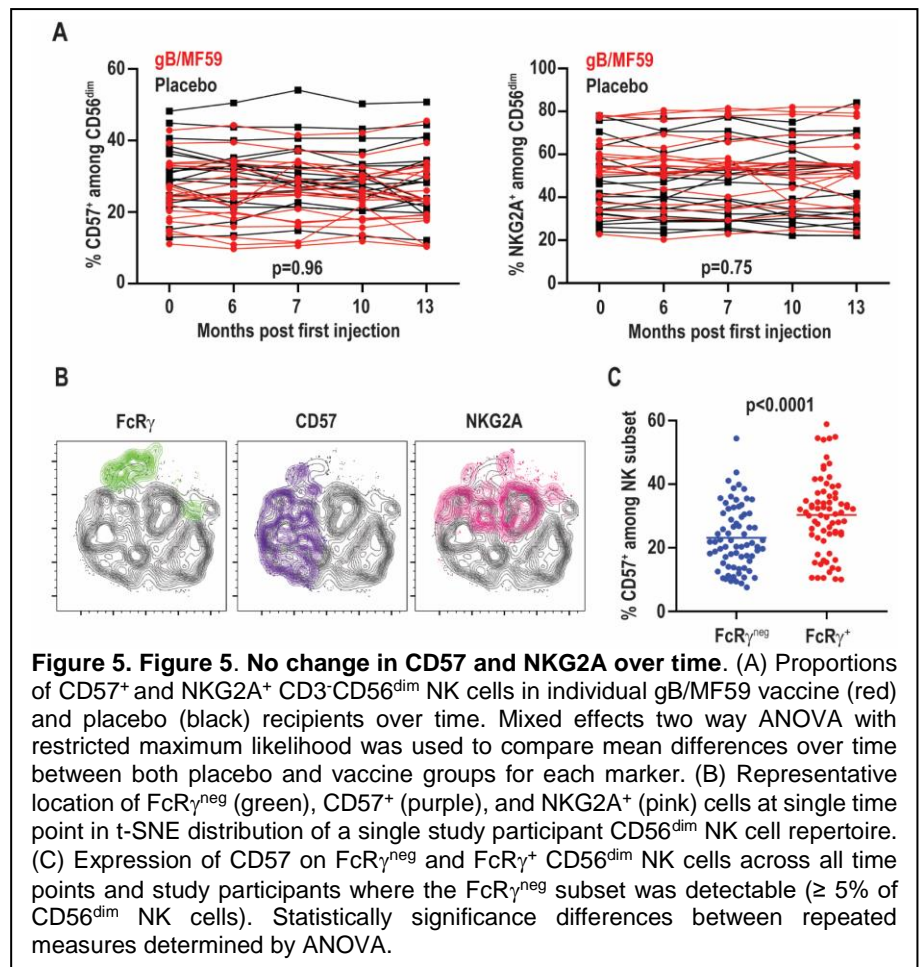 A
gB/MF59
Placebo
60
40
20
0
% CD57⁺ among CD56ᵈⁱᵐ
p=0.96
0 6 7 10 13
Months post first injection
gB/MF59
Placebo
100
80
60
40
20
0
% NKG2A⁺ among CD56ᵈⁱᵐ
p=0.75
0 6 7 10 13
Months post first injection
B
FcRγ CD57 NKG2A
C
p<0.0001
60
40
20
0
% CD57⁺ among NK subset
FcRγⁿᵉᵍ FcRγ⁺
Figure 5. Figure 5. No change in CD57 and NKG2A over time. (A) Proportions
of CD57⁺ and NKG2A⁺ CD3⁻CD56ᵈⁱᵐ NK cells in individual gB/MF59 vaccine (red)
and placebo (black) recipients over time. Mixed effects two way ANOVA with
restricted maximum likelihood was used to compare mean differences over time
between both placebo and vaccine groups for each marker. (B) Representative
location of FcRγⁿᵉᵍ (green), CD57⁺ (purple), and NKG2A⁺ (pink) cells at single time
point in t-SNE distribution of a single study participant CD56ᵈⁱᵐ NK cell repertoire.
(C) Expression of CD57 on FcRγⁿᵉᵍ and FcRγ⁺ CD56ᵈⁱᵐ NK cells across all time
points and study participants where the FcRγⁿᵉᵍ subset was detectable (≥ 5% of
CD56ᵈⁱᵐ NK cells). Statistically significance differences between repeated
measures determined by ANOVA.